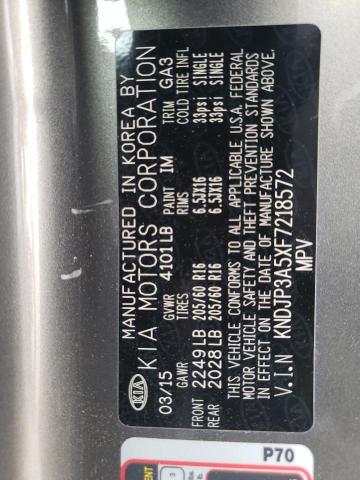 MANUFACTURED IN KOREA BY
KIA KIA MOTORS CORPORATION
03/15 GVWR 4101LB PAINT IM TRIM GA3
GAWR TIRES RIMS COLD TIRE INFL
FRONT 2249LB 205/60 R16 6.5JX16 33psi SINGLE
REAR 2028LB 205/60 R16 6.5JX16 33psi SINGLE
THIS VEHICLE CONFORMS TO ALL APPLICABLE U.S.A. FEDERAL
MOTOR VEHICLE SAFETY AND THEFT PREVENTION STANDARDS
IN EFFECT ON THE DATE OF MANUFACTURE SHOWN ABOVE.
V.I.N KNDJP3A5XF7218572
MPV
P70